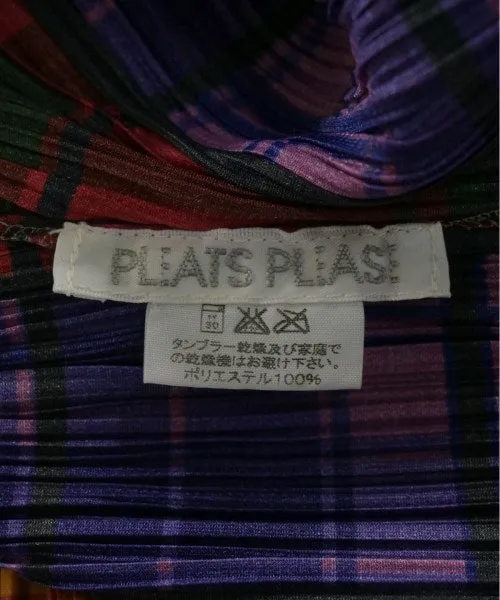 PLEATS PLEASE
30
タンブラー乾燥及び家庭で
の乾燥機はお避け下さい。
ポリエステル100%